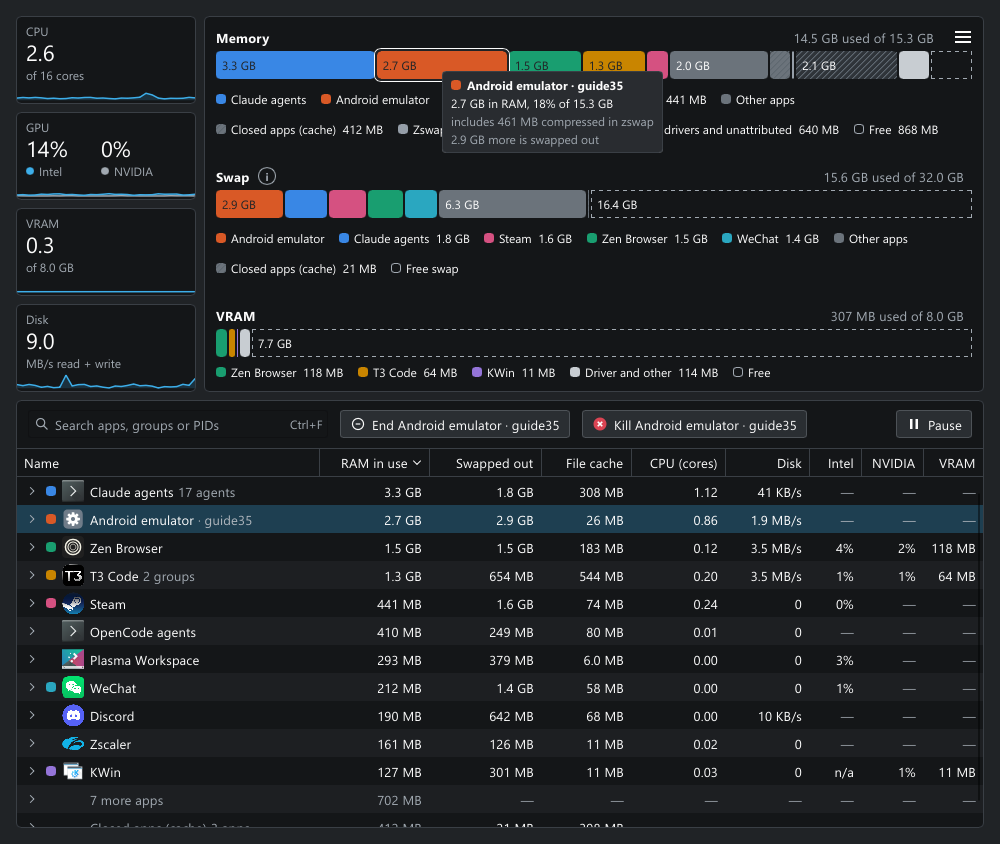 CPU
2.6
of 16 cores
GPU
14% 0%
Intel NVIDIA
VRAM
0.3
of 8.0 GB
Disk
9.0
MB/s read + write
Memory 14.5 GB used of 15.3 GB
3.3 GB 2.7 GB 1.5 GB 1.3 GB 2.0 GB 2.1 GB
Claude agents Android emulator 441 MB Other apps
Closed apps (cache) 412 MB Zswap drivers and unattributed 640 MB Free 868 MB
Android emulator · guide35
2.7 GB in RAM, 18% of 15.3 GB
includes 461 MB compressed in zswap
2.9 GB more is swapped out
Swap 15.6 GB used of 32.0 GB
2.9 GB 6.3 GB 16.4 GB
Android emulator Claude agents 1.8 GB Steam 1.6 GB Zen Browser 1.5 GB WeChat 1.4 GB Other apps
Closed apps (cache) 21 MB Free swap
VRAM 307 MB used of 8.0 GB
7.7 GB
Zen Browser 118 MB T3 Code 64 MB KWin 11 MB Driver and other 114 MB Free
Search apps, groups or PIDs Ctrl+F End Android emulator · guide35 Kill Android emulator · guide35 Pause
Name RAM in use Swapped out File cache CPU (cores) Disk Intel NVIDIA VRAM
Claude agents 17 agents 3.3 GB 1.8 GB 308 MB 1.12 41 KB/s — — —
Android emulator · guide35 2.7 GB 2.9 GB 26 MB 0.86 1.9 MB/s — — —
Zen Browser 1.5 GB 1.5 GB 183 MB 0.12 3.5 MB/s 4% 2% 118 MB
T3 T3 Code 2 groups 1.3 GB 654 MB 544 MB 0.20 3.5 MB/s 1% 1% 64 MB
Steam 441 MB 1.6 GB 74 MB 0.24 0 0% — —
OpenCode agents 410 MB 249 MB 80 MB 0.01 0 — — —
Plasma Workspace 293 MB 379 MB 6.0 MB 0.00 0 3% — —
WeChat 212 MB 1.4 GB 58 MB 0.00 0 1% — —
Discord 190 MB 642 MB 68 MB 0.00 10 KB/s — — —
Zscaler 161 MB 126 MB 11 MB 0.02 0 — — —
KWin 127 MB 301 MB 11 MB 0.03 0 n/a 1% 11 MB
7 more apps 702 MB — — — — — — —